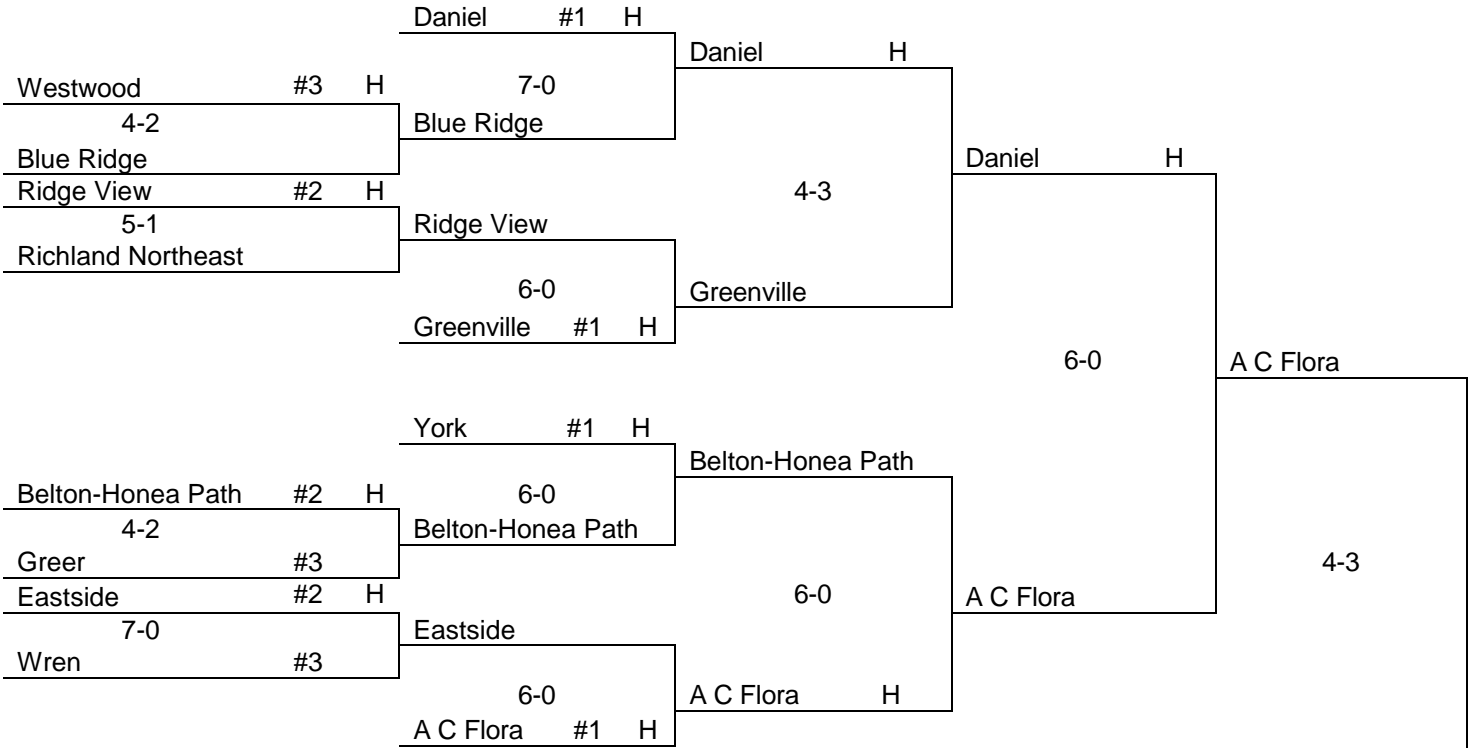 Daniel #1 H
Daniel H
Westwood #3 H
7-0
4-2
Blue Ridge
Blue Ridge
Daniel H
Ridge View #2 H
4-3
5-1
Ridge View
Richland Northeast
6-0
Greenville
Greenville #1 H
6-0
A C Flora
York #1 H
Belton-Honea Path
Belton-Honea Path #2 H
6-0
4-2
Belton-Honea Path
Greer #3
4-3
Eastside #2 H
6-0
A C Flora
7-0
Eastside
Wren #3
6-0
A C Flora H
A C Flora #1 H